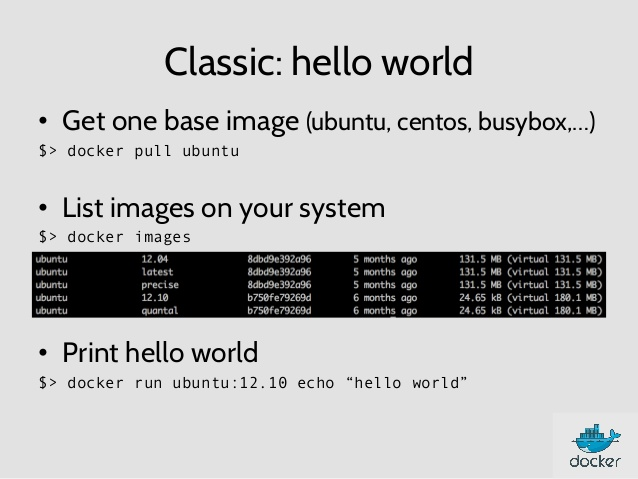 Classic: hello world
• Get one base image (ubuntu, centos, busybox,...)
$> docker pull ubuntu
• List images on your system
$> docker images
ubuntu 12.04 8dbd9e392a96 5 months ago 131.5 MB (virtual 131.5 MB)
ubuntu latest 8dbd9e392a96 5 months ago 131.5 MB (virtual 131.5 MB)
ubuntu precise 8dbd9e392a96 5 months ago 131.5 MB (virtual 131.5 MB)
ubuntu 12.10 b750fe79269d 6 months ago 24.65 kB (virtual 180.1 MB)
ubuntu quantal b750fe79269d 6 months ago 24.65 kB (virtual 180.1 MB)
• Print hello world
$> docker run ubuntu:12.10 echo “hello world”
docker